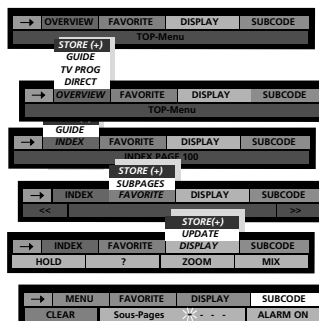 → OVERVIEW FAVORITE DISPLAY SUBCODE
TOP-Menu
STORE (+)
GUIDE
TV PROG
DIRECT
→ OVERVIEW FAVORITE DISPLAY SUBCODE
TOP-Menu
GUIDE
INDEX FAVORITE DISPLAY SUBCODE
INDEX PAGE 100
STORE (+)
SUBPAGES
→ INDEX FAVORITE DISPLAY SUBCODE
<< >>
STORE(+)
UPDATE
→ INDEX FAVORITE DISPLAY SUBCODE
HOLD ? ZOOM MIX
→ MENU FAVORITE DISPLAY SUBCODE
CLEAR Sous-Pages - - - ALARM ON